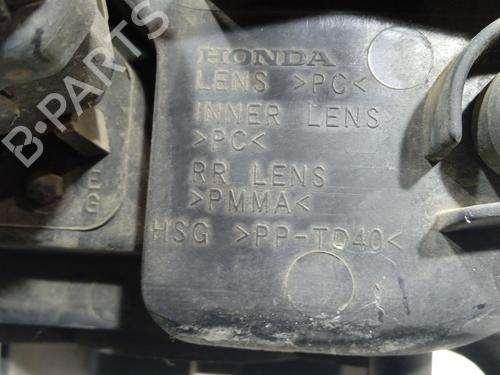 HONDA
LENS >PC<
INNER LENS
>PC<
RR LENS
>PMMA<
HSG >PP-TD40<
E
G
B-PARTS